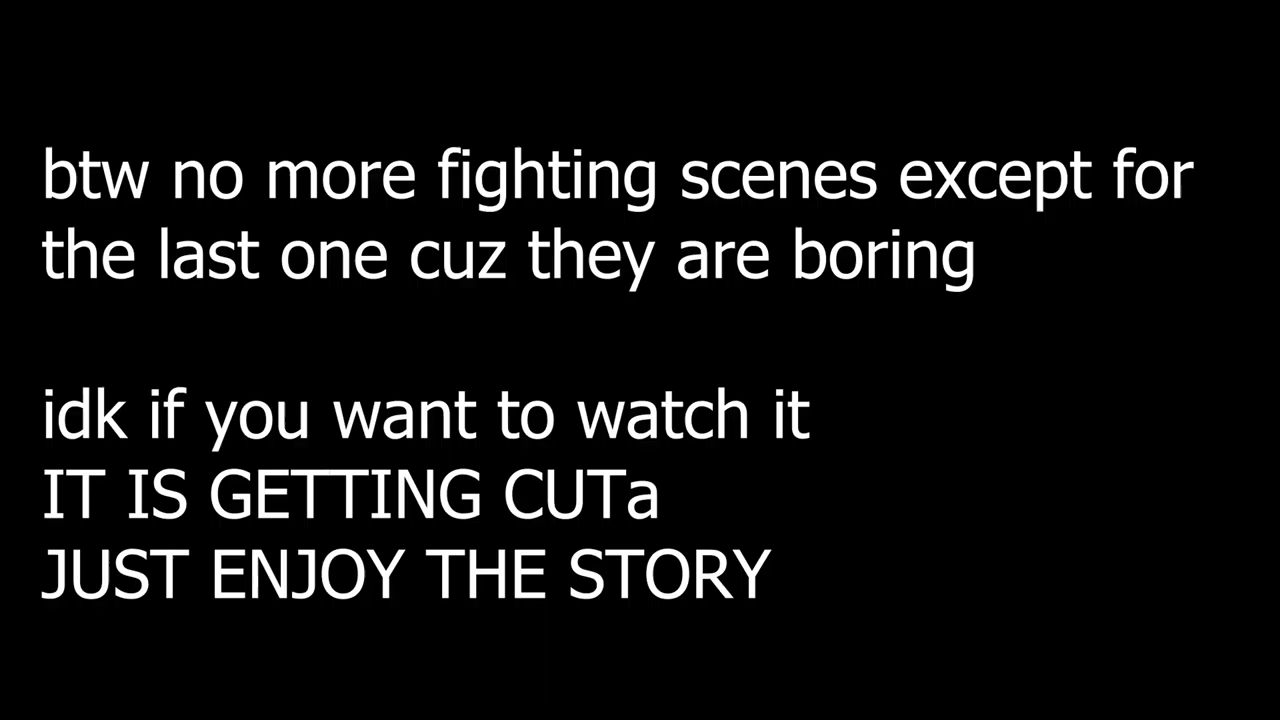 btw no more fighting scenes except for
the last one cuz they are boring
idk if you want to watch it
IT IS GETTING CUTa
JUST ENJOY THE STORY